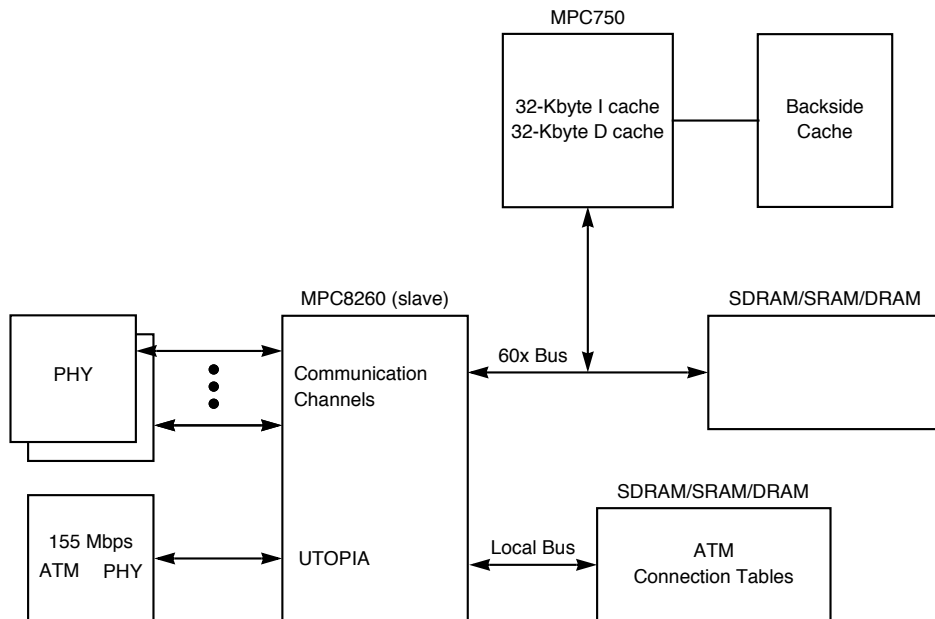 MPC750
32-Kbyte I cache
32-Kbyte D cache
Backside
Cache
MPC8260 (slave)
SDRAM/SRAM/DRAM
PHY
Communication
Channels
60x Bus
SDRAM/SRAM/DRAM
155 Mbps
ATM PHY
UTOPIA
Local Bus
ATM
Connection Tables